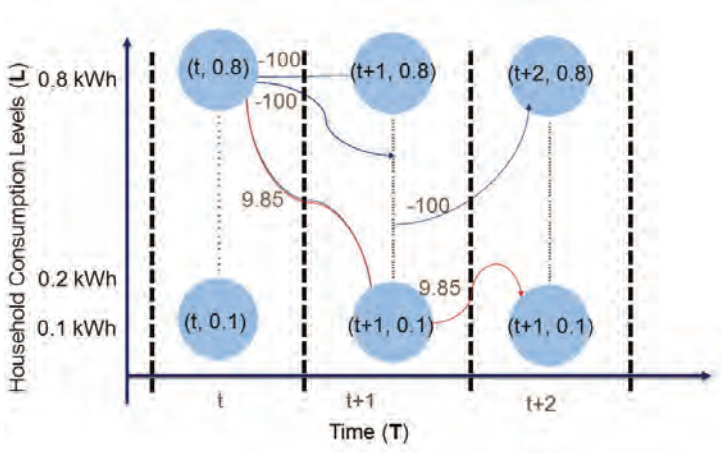 Household Consumption Levels (L)
0.8 kWh
0.2 kWh
0.1 kWh
(t, 0.8)
-100
(t+1, 0.8)
(t+2, 0.8)
-100
9.85
-100
9.85
(t, 0.1)
(t+1, 0.1)
(t+1, 0.1)
t
t+1
t+2
Time (T)